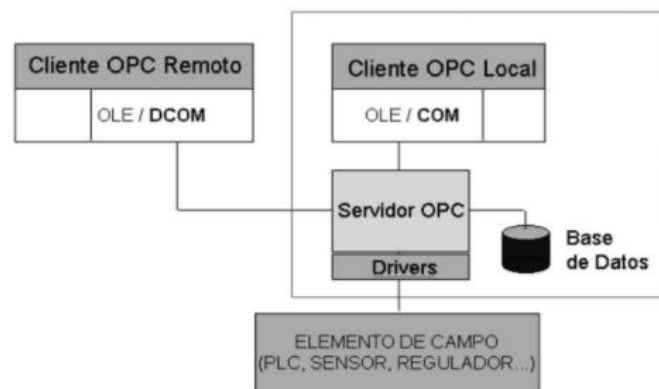 Cliente OPC Remoto
OLE / DCOM
Cliente OPC Local
OLE / COM
Servidor OPC
Drivers
Base
de Datos
ELEMENTO DE CAMPO
(PLC, SENSOR, REGULADOR...)